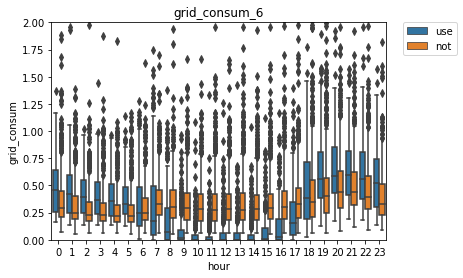 grid_consum_6
use
not
grid_consum
2.00
1.75
1.50
1.25
1.00
0.75
0.50
0.25
0.00
0 1 2 3 4 5 6 7 8 9 10 11 12 13 14 15 16 17 18 19 20 21 22 23
hour